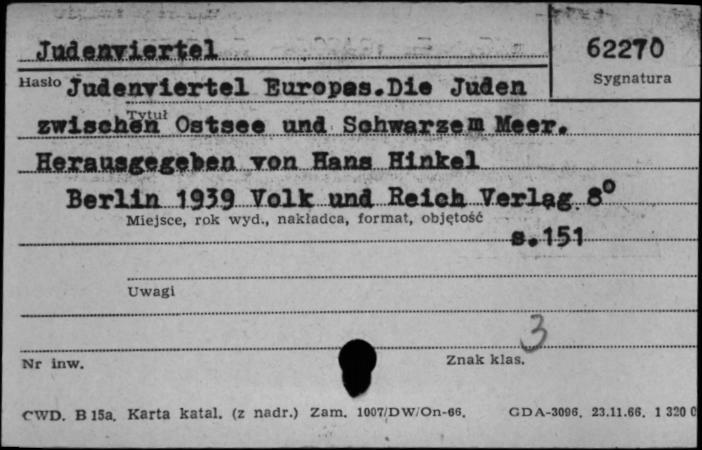 Judenviertel
62270
Hasło Judenviertel Europas.Die Juden
Sygnatura
Tytuł
zwischen Ostsee und Schwarzem Meer.
Herausgegeben von Hans Hinkel
Berlin 1939 Volk und Reich Verlag 8º
Miejsce, rok wyd., nakładca, format, objętość
s.151
Uwagi
3
Nr inw.
Znak klas.
CWD. B 15a. Karta katal. (z nadr.) Zam. 1007/DW/On-66. GDA-3096. 23.11.66. 1 320 0